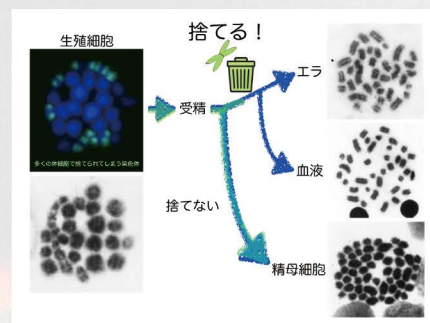 生殖細胞
多くの体細胞で捨てられてしまう染色体
受精
捨てる！
エラ
血液
捨てない
精母細胞